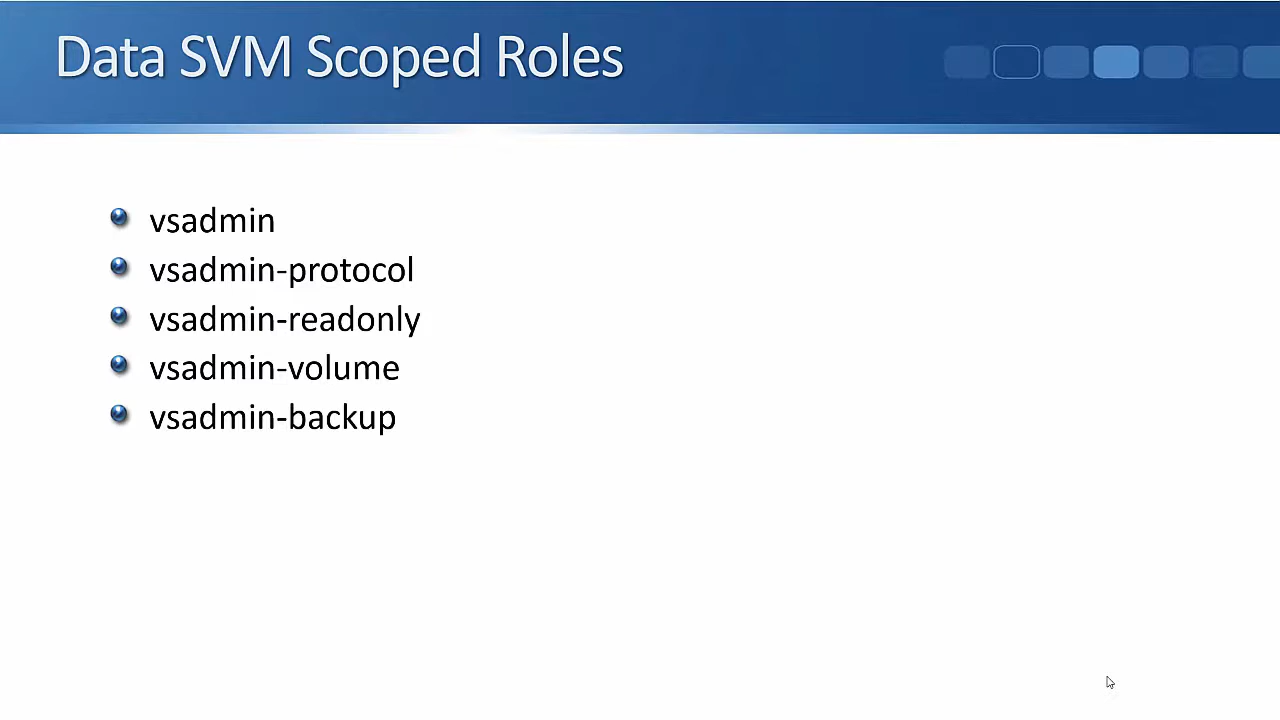 Data SVM Scoped Roles
vsadmin
vsadmin-protocol
vsadmin-readonly
vsadmin-volume
vsadmin-backup